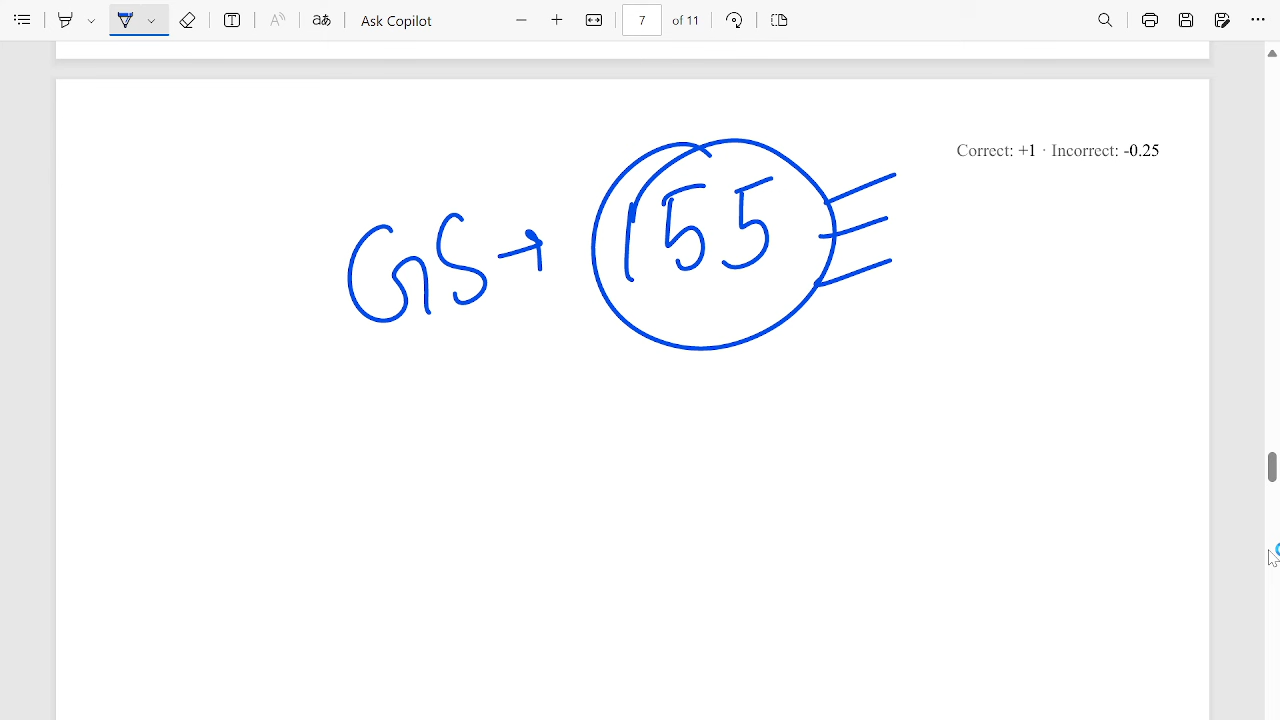 Ask Copilot
7 of 11
Correct: +1 · Incorrect: -0.25
GS → 155